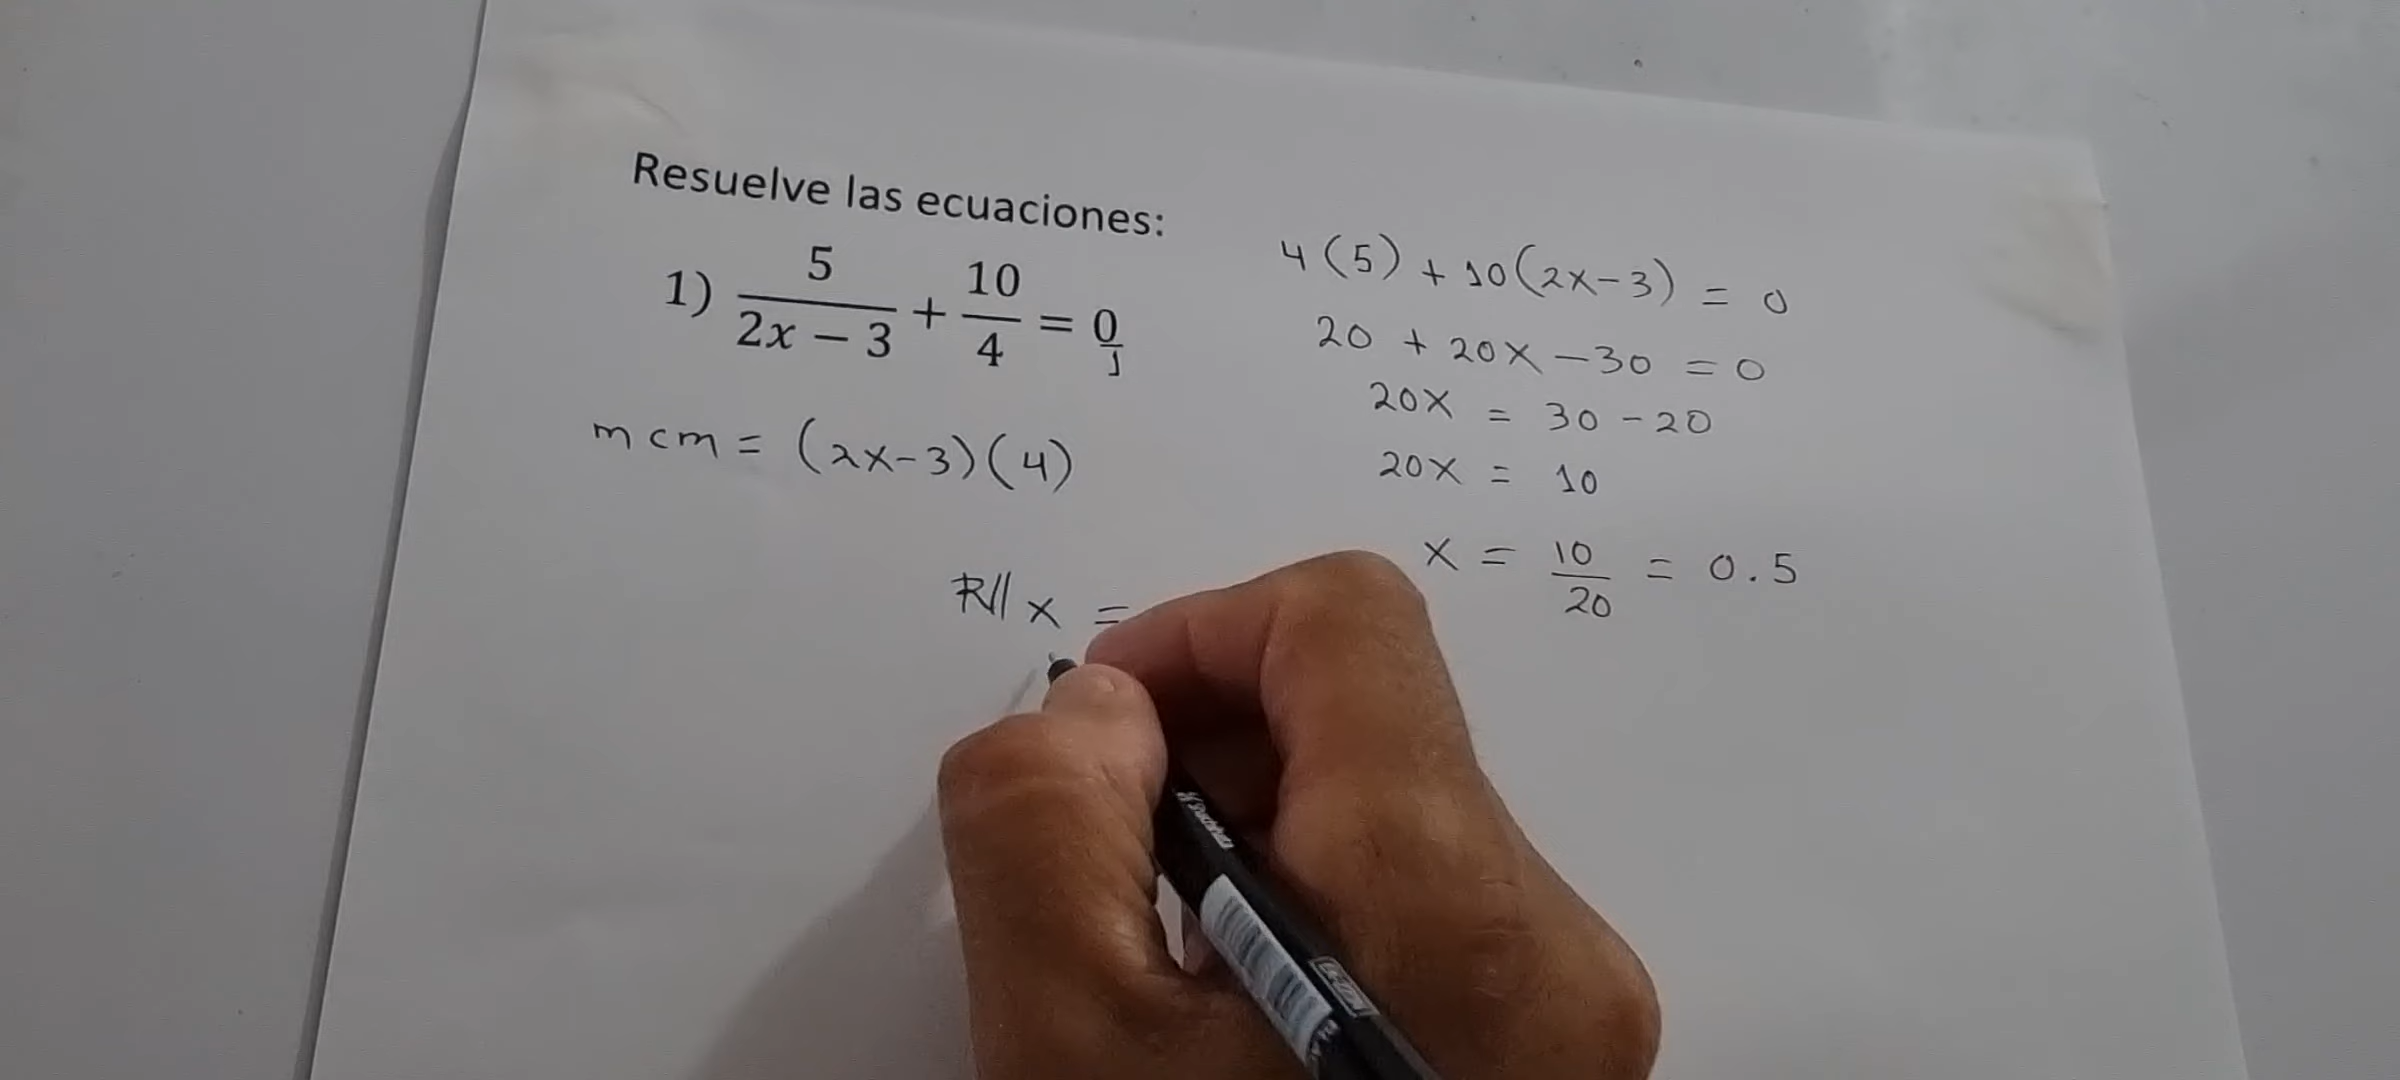 Resuelve las ecuaciones:
1) 5/(2x − 3) + 10/4 = 0/1
mcm = (2x-3)(4)
R// x =
4(5) + 10(2x-3) = 0
20 + 20x - 30 = 0
20x = 30 - 20
20x = 10
x = 10/20 = 0.5